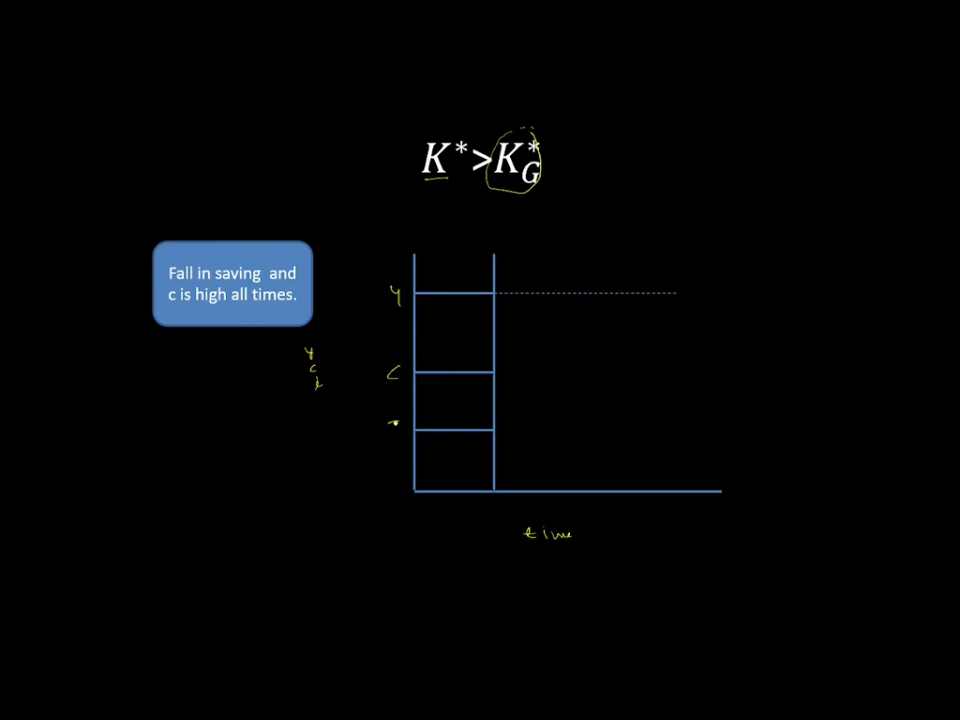 K* > K*G
Fall in saving and
c is high all times.
y
y
c
i
c
time